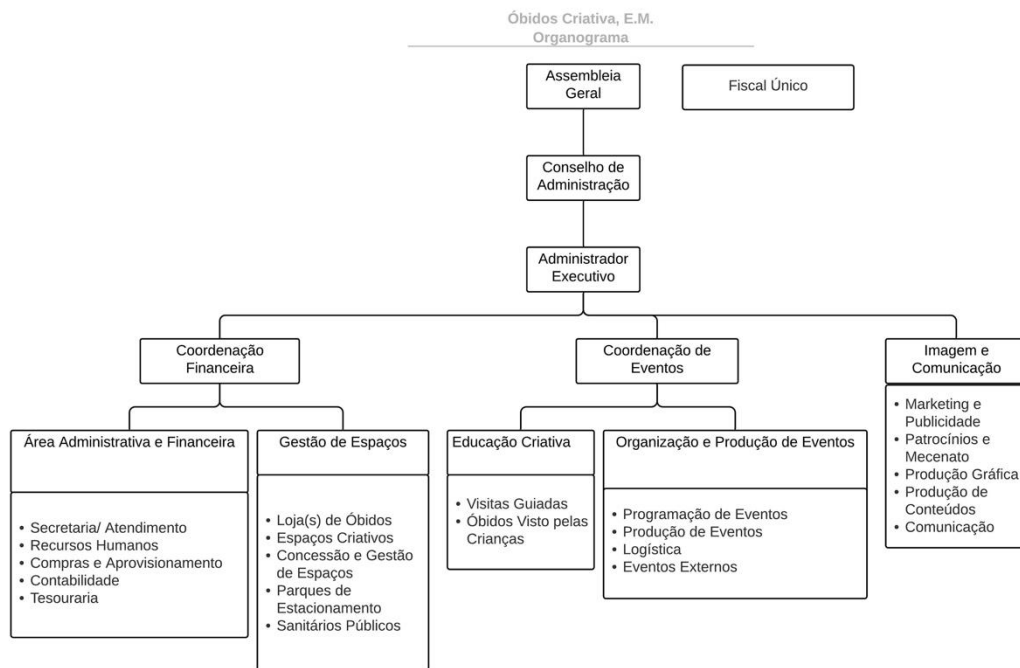 Óbidos Criativa, E.M.
Organograma
Assembleia
Geral
Fiscal Único
Conselho de
Administração
Administrador
Executivo
Coordenação
Financeira
Coordenação de
Eventos
Imagem e
Comunicação
• Marketing e
Publicidade
• Patrocínios e
Mecenato
• Produção Gráfica
• Produção de
Conteúdos
• Comunicação
Área Administrativa e Financeira
• Secretaria/ Atendimento
• Recursos Humanos
• Compras e Aprovisionamento
• Contabilidade
• Tesouraria
Gestão de Espaços
• Loja(s) de Óbidos
• Espaços Criativos
• Concessão e Gestão
de Espaços
• Parques de
Estacionamento
• Sanitários Públicos
Educação Criativa
• Visitas Guiadas
• Óbidos Visto pelas
Crianças
Organização e Produção de Eventos
• Programação de Eventos
• Produção de Eventos
• Logística
• Eventos Externos